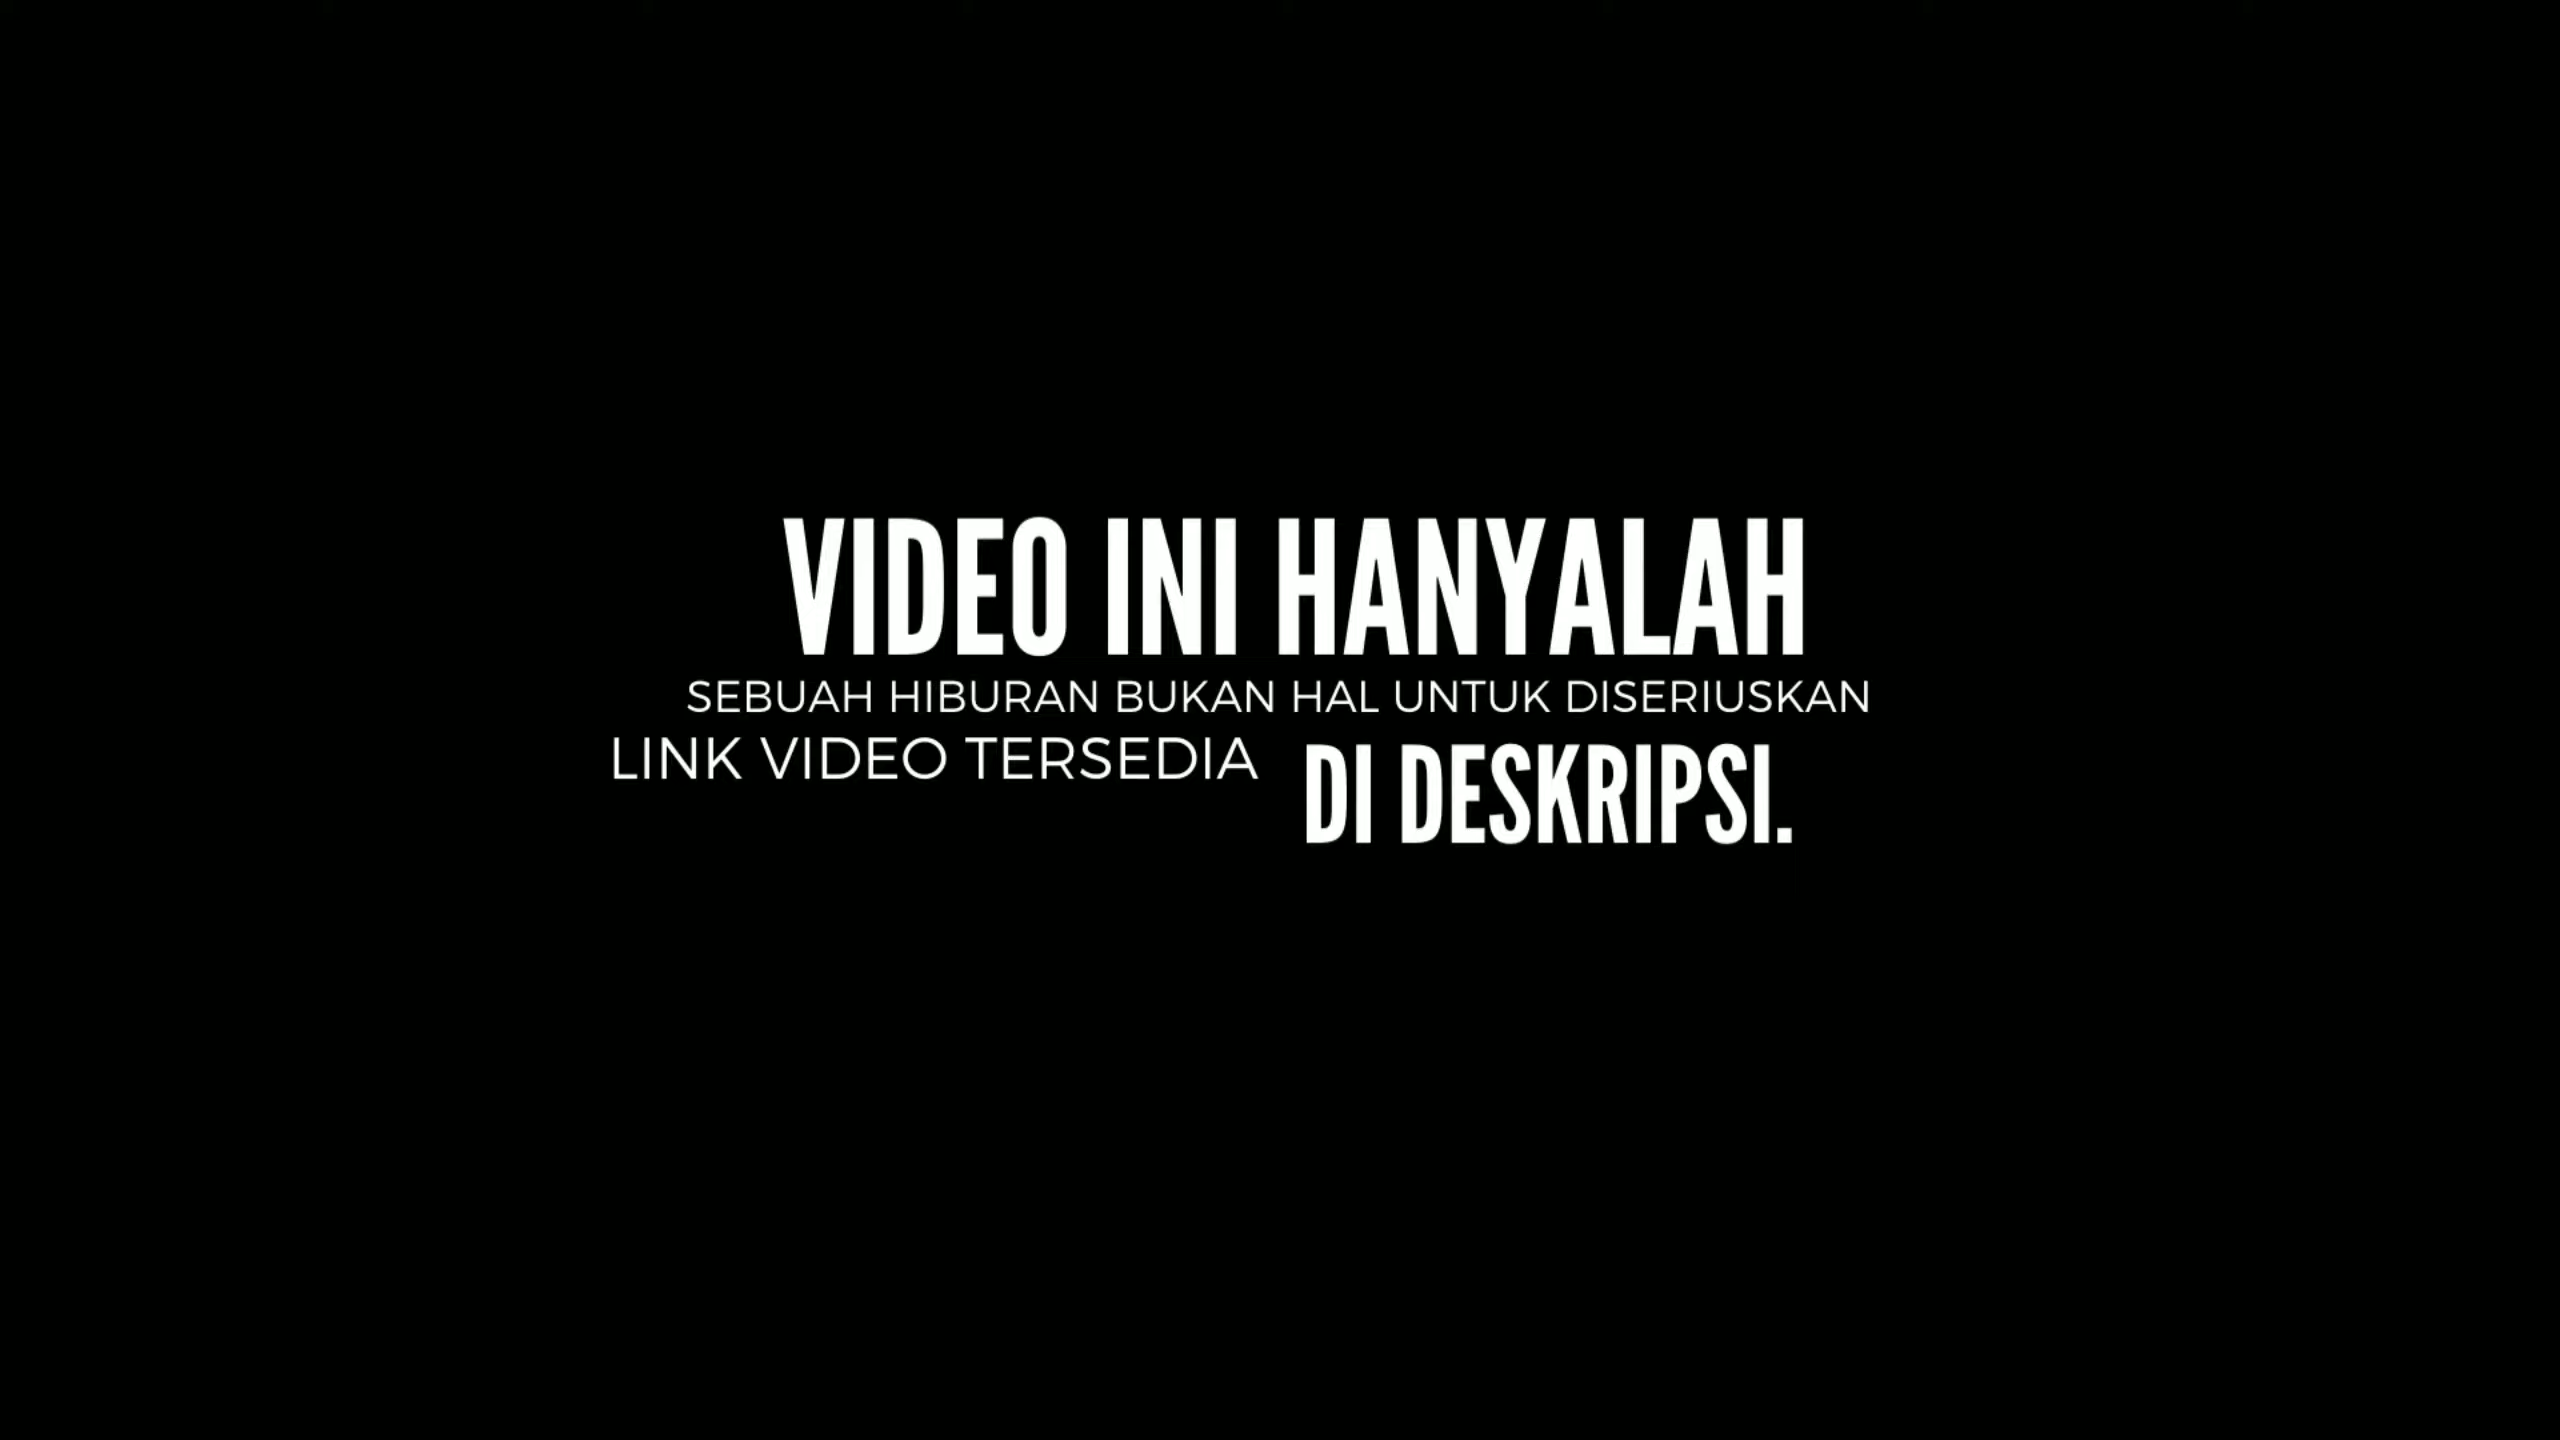 VIDEO INI HANYALAH
SEBUAH HIBURAN BUKAN HAL UNTUK DISERIUSKAN
LINK VIDEO TERSEDIA DI DESKRIPSI.